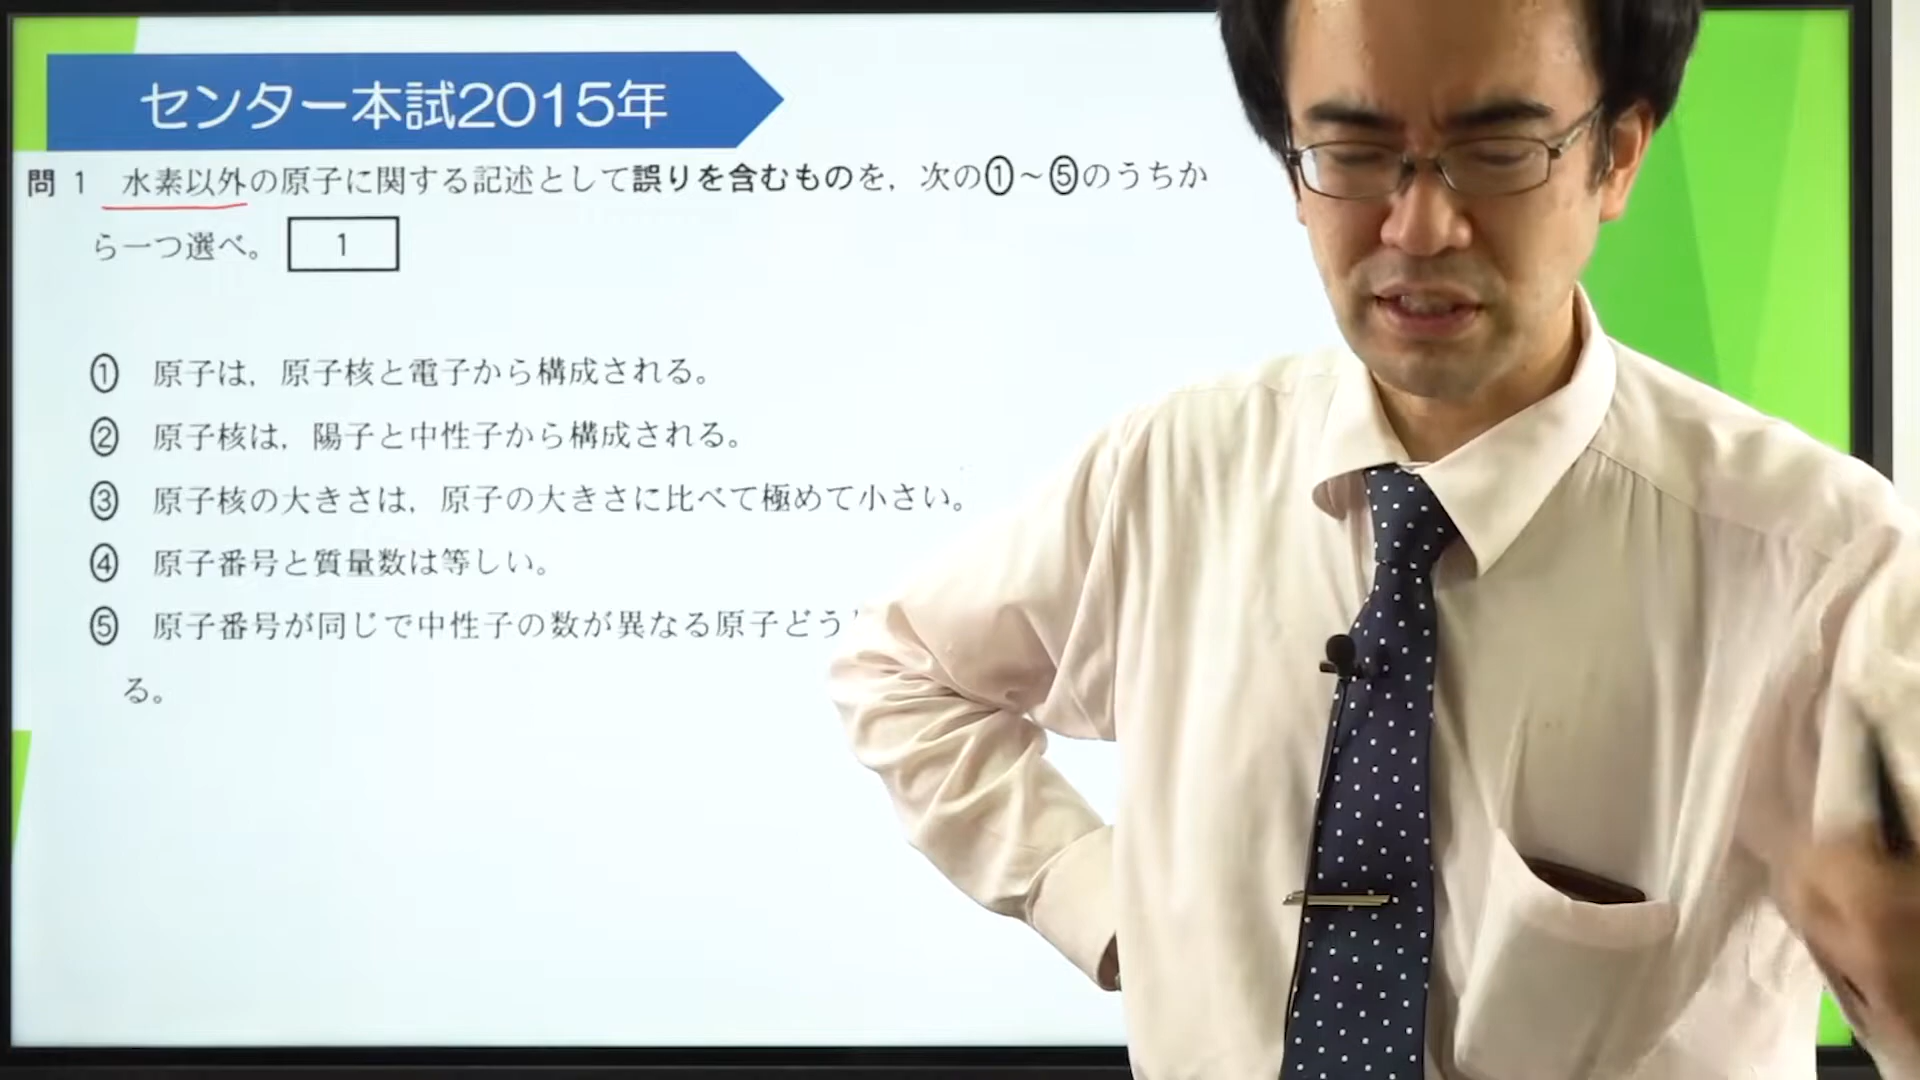 センター本試2015年
問 1 水素以外の原子に関する記述として誤りを含むものを，次の①～⑤のうちか
ら一つ選べ。 1
① 原子は，原子核と電子から構成される。
② 原子核は，陽子と中性子から構成される。
③ 原子核の大きさは，原子の大きさに比べて極めて小さい。
④ 原子番号と質量数は等しい。
⑤ 原子番号が同じで中性子の数が異なる原子どう
る。